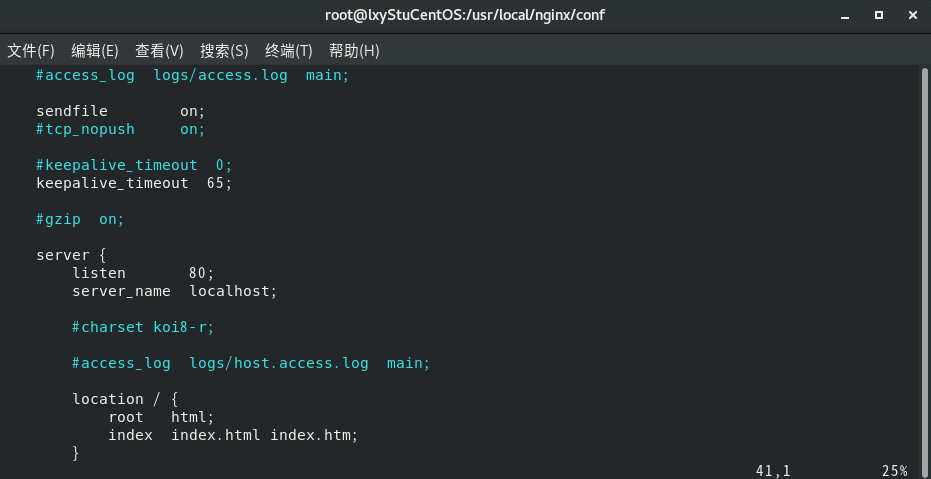 root@lxyStuCentOS:/usr/local/nginx/conf
文件(F) 编辑(E) 查看(V) 搜索(S) 终端(T) 帮助(H)
#access_log  logs/access.log  main;
sendfile        on;
#tcp_nopush     on;
#keepalive_timeout  0;
keepalive_timeout  65;
#gzip  on;
server {
listen       80;
server_name  localhost;
#charset koi8-r;
#access_log  logs/host.access.log  main;
location / {
root   html;
index  index.html index.htm;
}
41,1          25%